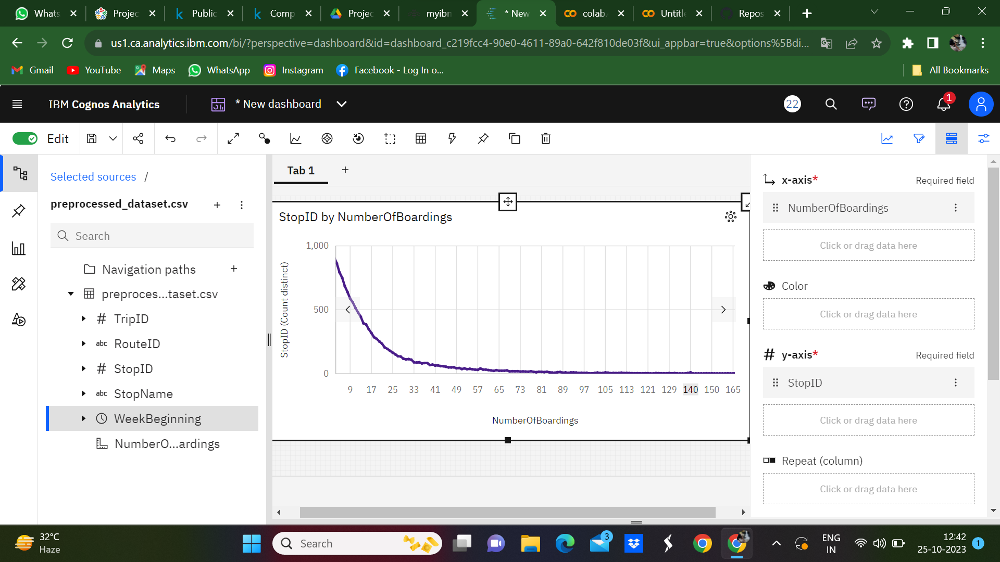 Whats
Projec
Public
Comp
Projec
myibm
* New
colab.
Untitle
Repos
us1.ca.analytics.ibm.com/bi/?perspective=dashboard&id=dashboard_c219fcc4-90e0-4611-89a0-642f810de03f&ui_appbar=true&options%5Bdi...
Gmail
YouTube
Maps
WhatsApp
Instagram
Facebook - Log In o...
All Bookmarks
IBM Cognos Analytics
* New dashboard
22
1
Edit
Selected sources /
preprocessed_dataset.csv
Search
Navigation paths
preproces...taset.csv
# TripID
abc RouteID
# StopID
abc StopName
WeekBeginning
NumberO...ardings
Tab 1
StopID by NumberOfBoardings
StopID (Count distinct)
1,000
500
0
9 17 25 33 41 49 57 65 73 81 89 97 105 113 121 129 140 150 165
NumberOfBoardings
x-axis* Required field
NumberOfBoardings
Click or drag data here
Color
Click or drag data here
# y-axis* Required field
StopID
Click or drag data here
Repeat (column)
Click or drag data here
32°C
Haze
Search
3
ENG
IN
12:42
25-10-2023
1